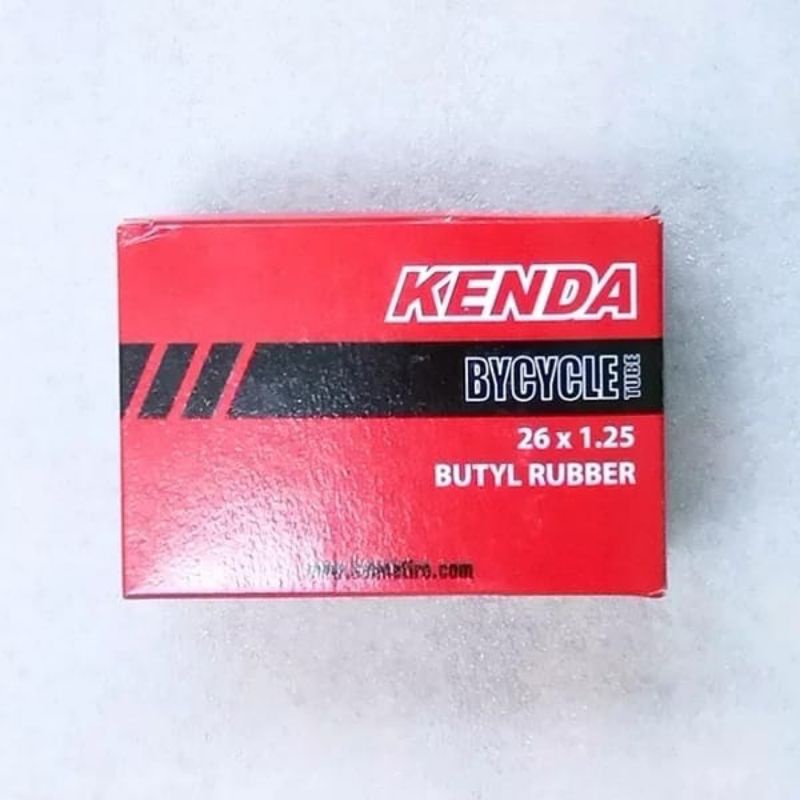 KENDA
BYCYCLE TUBE
26 x 1.25
BUTYL RUBBER